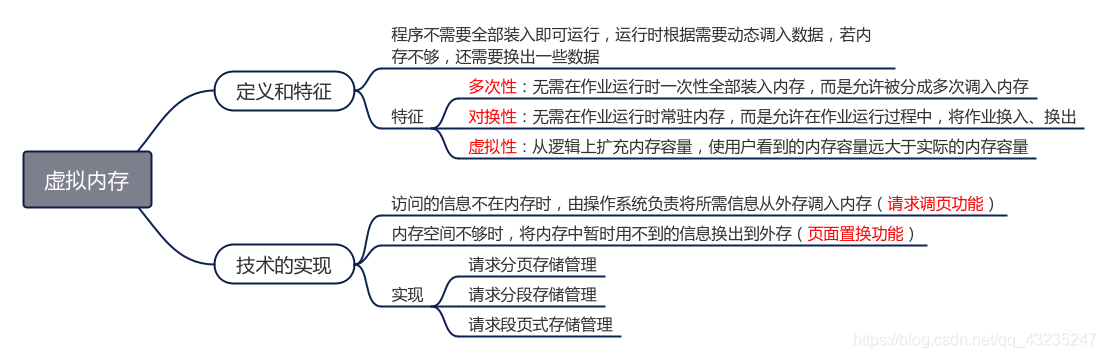 虚拟内存
定义和特征
程序不需要全部装入即可运行，运行时根据需要动态调入数据，若内
存不够，还需要换出一些数据
特征
多次性：无需在作业运行时一次性全部装入内存，而是允许被分成多次调入内存
对换性：无需在作业运行时常驻内存，而是允许在作业运行过程中，将作业换入、换出
虚拟性：从逻辑上扩充内存容量，使用户看到的内存容量远大于实际的内存容量
技术的实现
访问的信息不在内存时，由操作系统负责将所需信息从外存调入内存（请求调页功能）
内存空间不够时，将内存中暂时用不到的信息换出到外存（页面置换功能）
实现
请求分页存储管理
请求分段存储管理
请求段页式存储管理
https://blog.csdn.net/qq_43235247